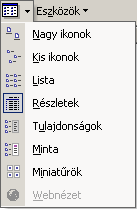 Eszközök
Nagy ikonok
Kis ikonok
Lista
Részletek
Tulajdonságok
Minta
Miniatűrök
Webnézet